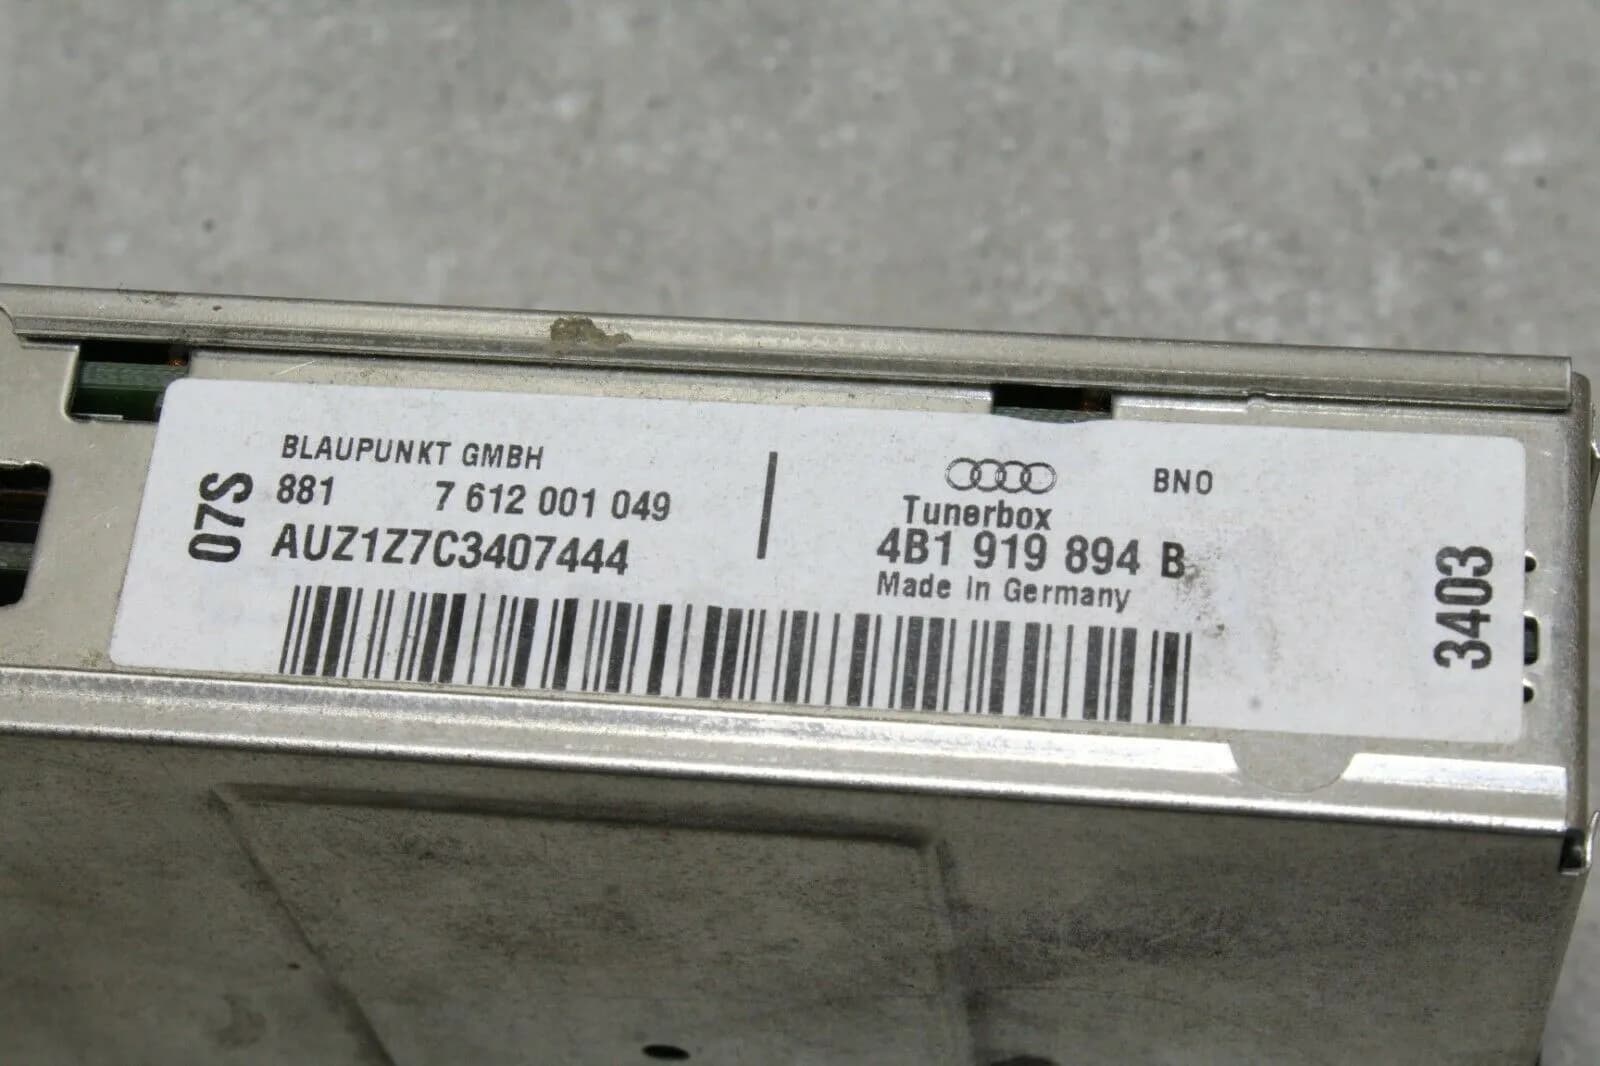 07S
BLAUPUNKT GMBH
881 7 612 001 049
AUZ1Z7C3407444
BNO
Tunerbox
4B1 919 894 B
Made In Germany
3403